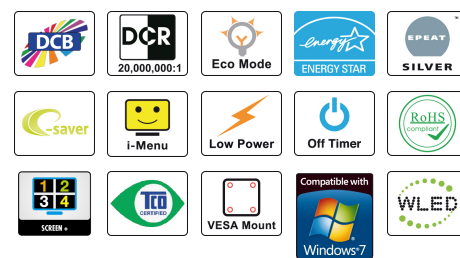 DCB
DCR
20,000,000:1
Eco Mode
energy
ENERGY STAR
EPEAT
SILVER
e-saver
i-Menu
Low Power
Off Timer
RoHS
compliant
1 2
3 4
SCREEN +
TCO
CERTIFIED
VESA Mount
Compatible with
Windows 7
WLED